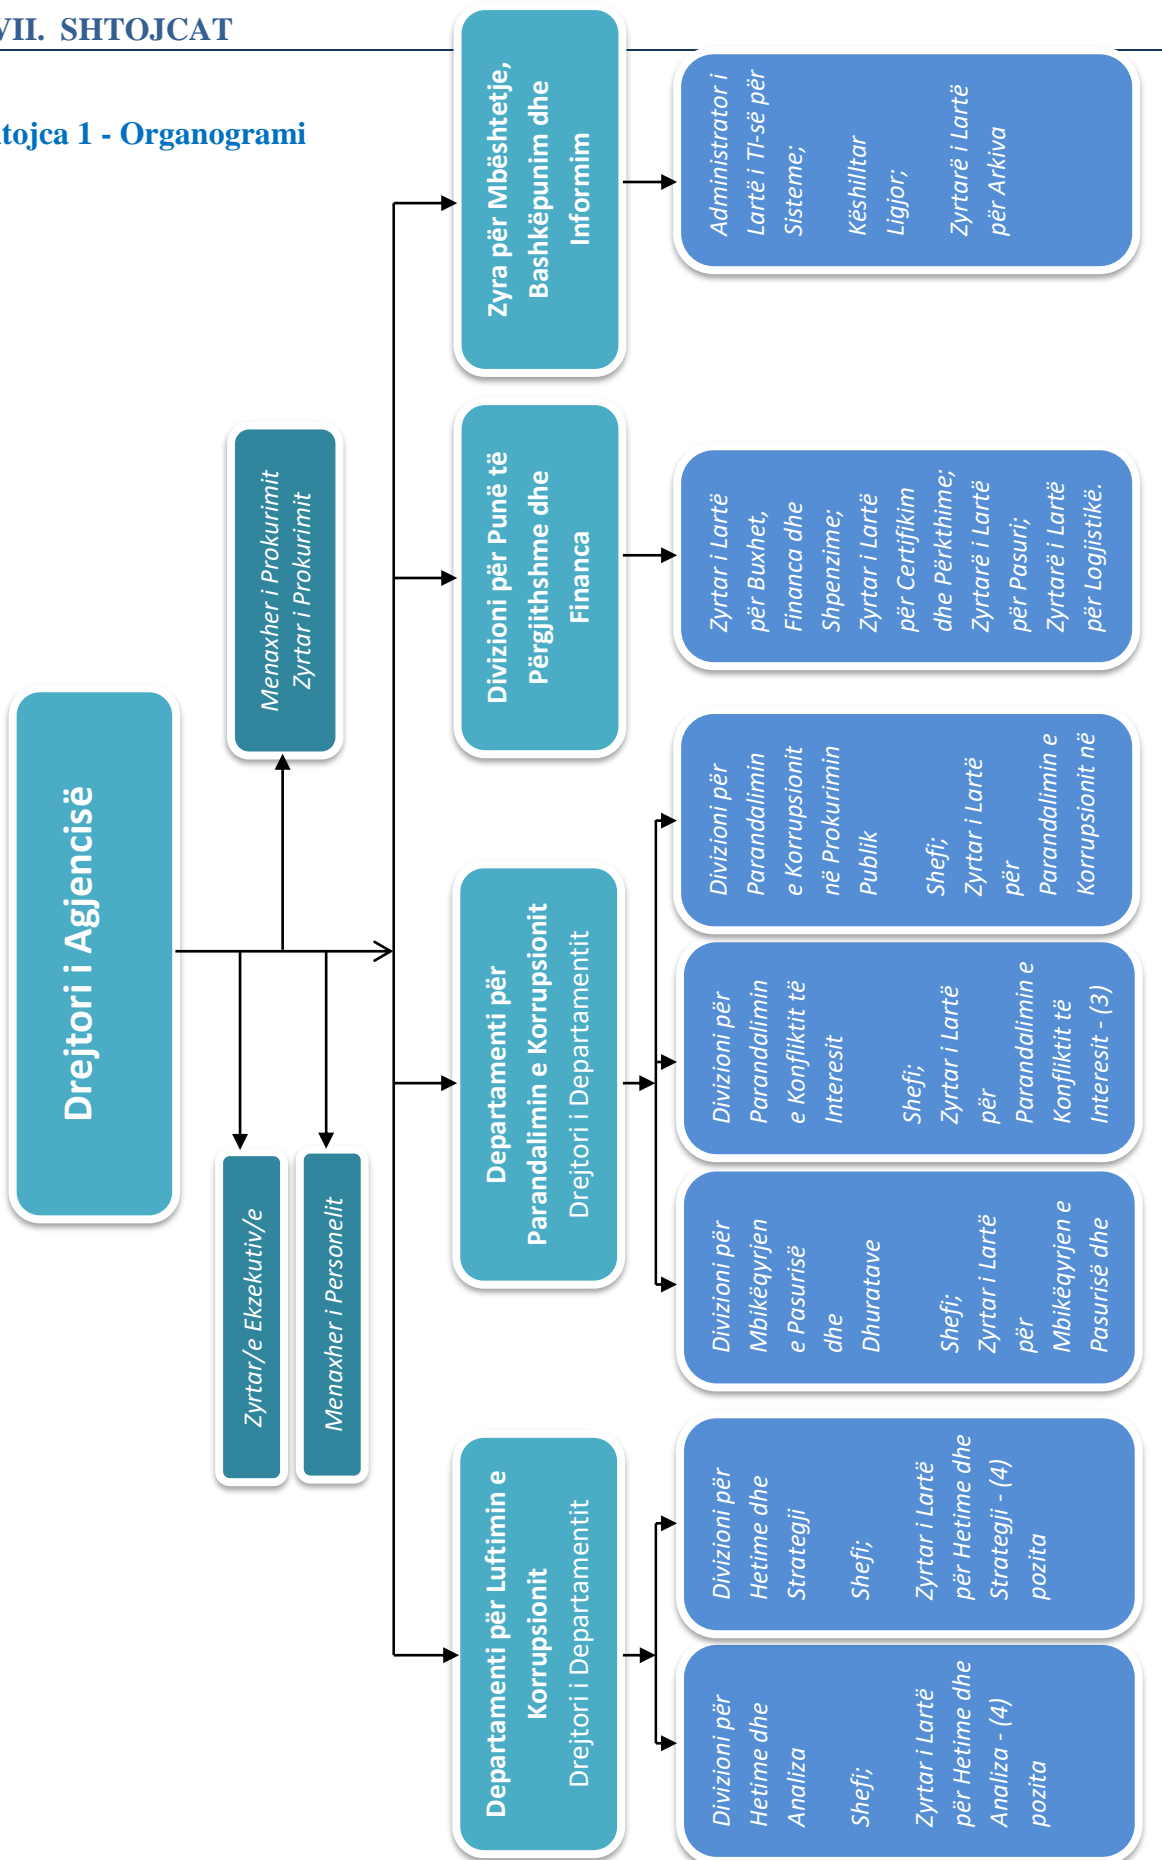 VII. SHTOJCAT
tojca 1 - Organogrami
Drejtori i Agjencisë
Zyrtar/e Ekzekutiv/e
Menaxher i Personelit
Menaxher i Prokurimit
Zyrtar i Prokurimit
Departamenti për Luftimin e
Korrupsionit
Drejtori i Departamentit
Departamenti për
Parandalimin e Korrupsionit
Drejtori i Departamentit
Divizioni për Punë të
Përgjithshme dhe
Financa
Zyra për Mbështetje,
Bashkëpunim dhe
Informim
Divizioni për
Hetime dhe
Analiza
Shefi;
Zyrtar i Lartë
për Hetime dhe
Analiza - (4)
pozita
Divizioni për
Hetime dhe
Strategji
Shefi;
Zyrtar i Lartë
për Hetime dhe
Strategji - (4)
pozita
Divizioni për
Mbikëqyrjen
e Pasurisë
dhe
Dhuratave
Shefi;
Zyrtar i Lartë
për
Mbikëqyrjen e
Pasurisë dhe
Divizioni për
Parandalimin
e Konfliktit të
Interesit
Shefi;
Zyrtar i Lartë
për
Parandalimin e
Konfliktit të
Interesit - (3)
Divizioni për
Parandalimin
e Korrupsionit
në Prokurimin
Publik
Shefi;
Zyrtar i Lartë
për
Parandalimin e
Korrupsionit në
Zyrtar i Lartë
për Buxhet,
Financa dhe
Shpenzime;
Zyrtar i Lartë
për Certifikim
dhe Përkthime;
Zyrtarë i Lartë
për Pasuri;
Zyrtarë i Lartë
për Logjistikë.
Administrator i
Lartë i TI-së për
Sisteme;
Këshilltar
Ligjor;
Zyrtarë i Lartë
për Arkiva